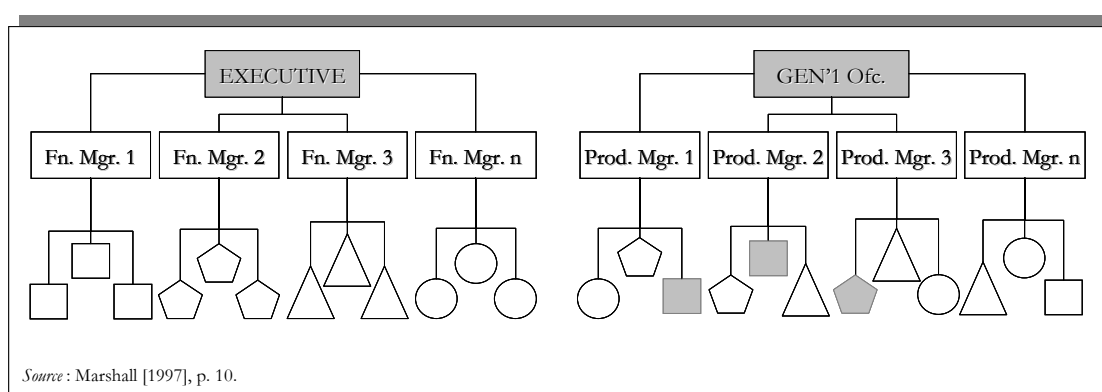 EXECUTIVE
GEN'1 Ofc.
Fn. Mgr. 1
Fn. Mgr. 2
Fn. Mgr. 3
Fn. Mgr. n
Prod. Mgr. 1
Prod. Mgr. 2
Prod. Mgr. 3
Prod. Mgr. n
Source : Marshall [1997], p. 10.